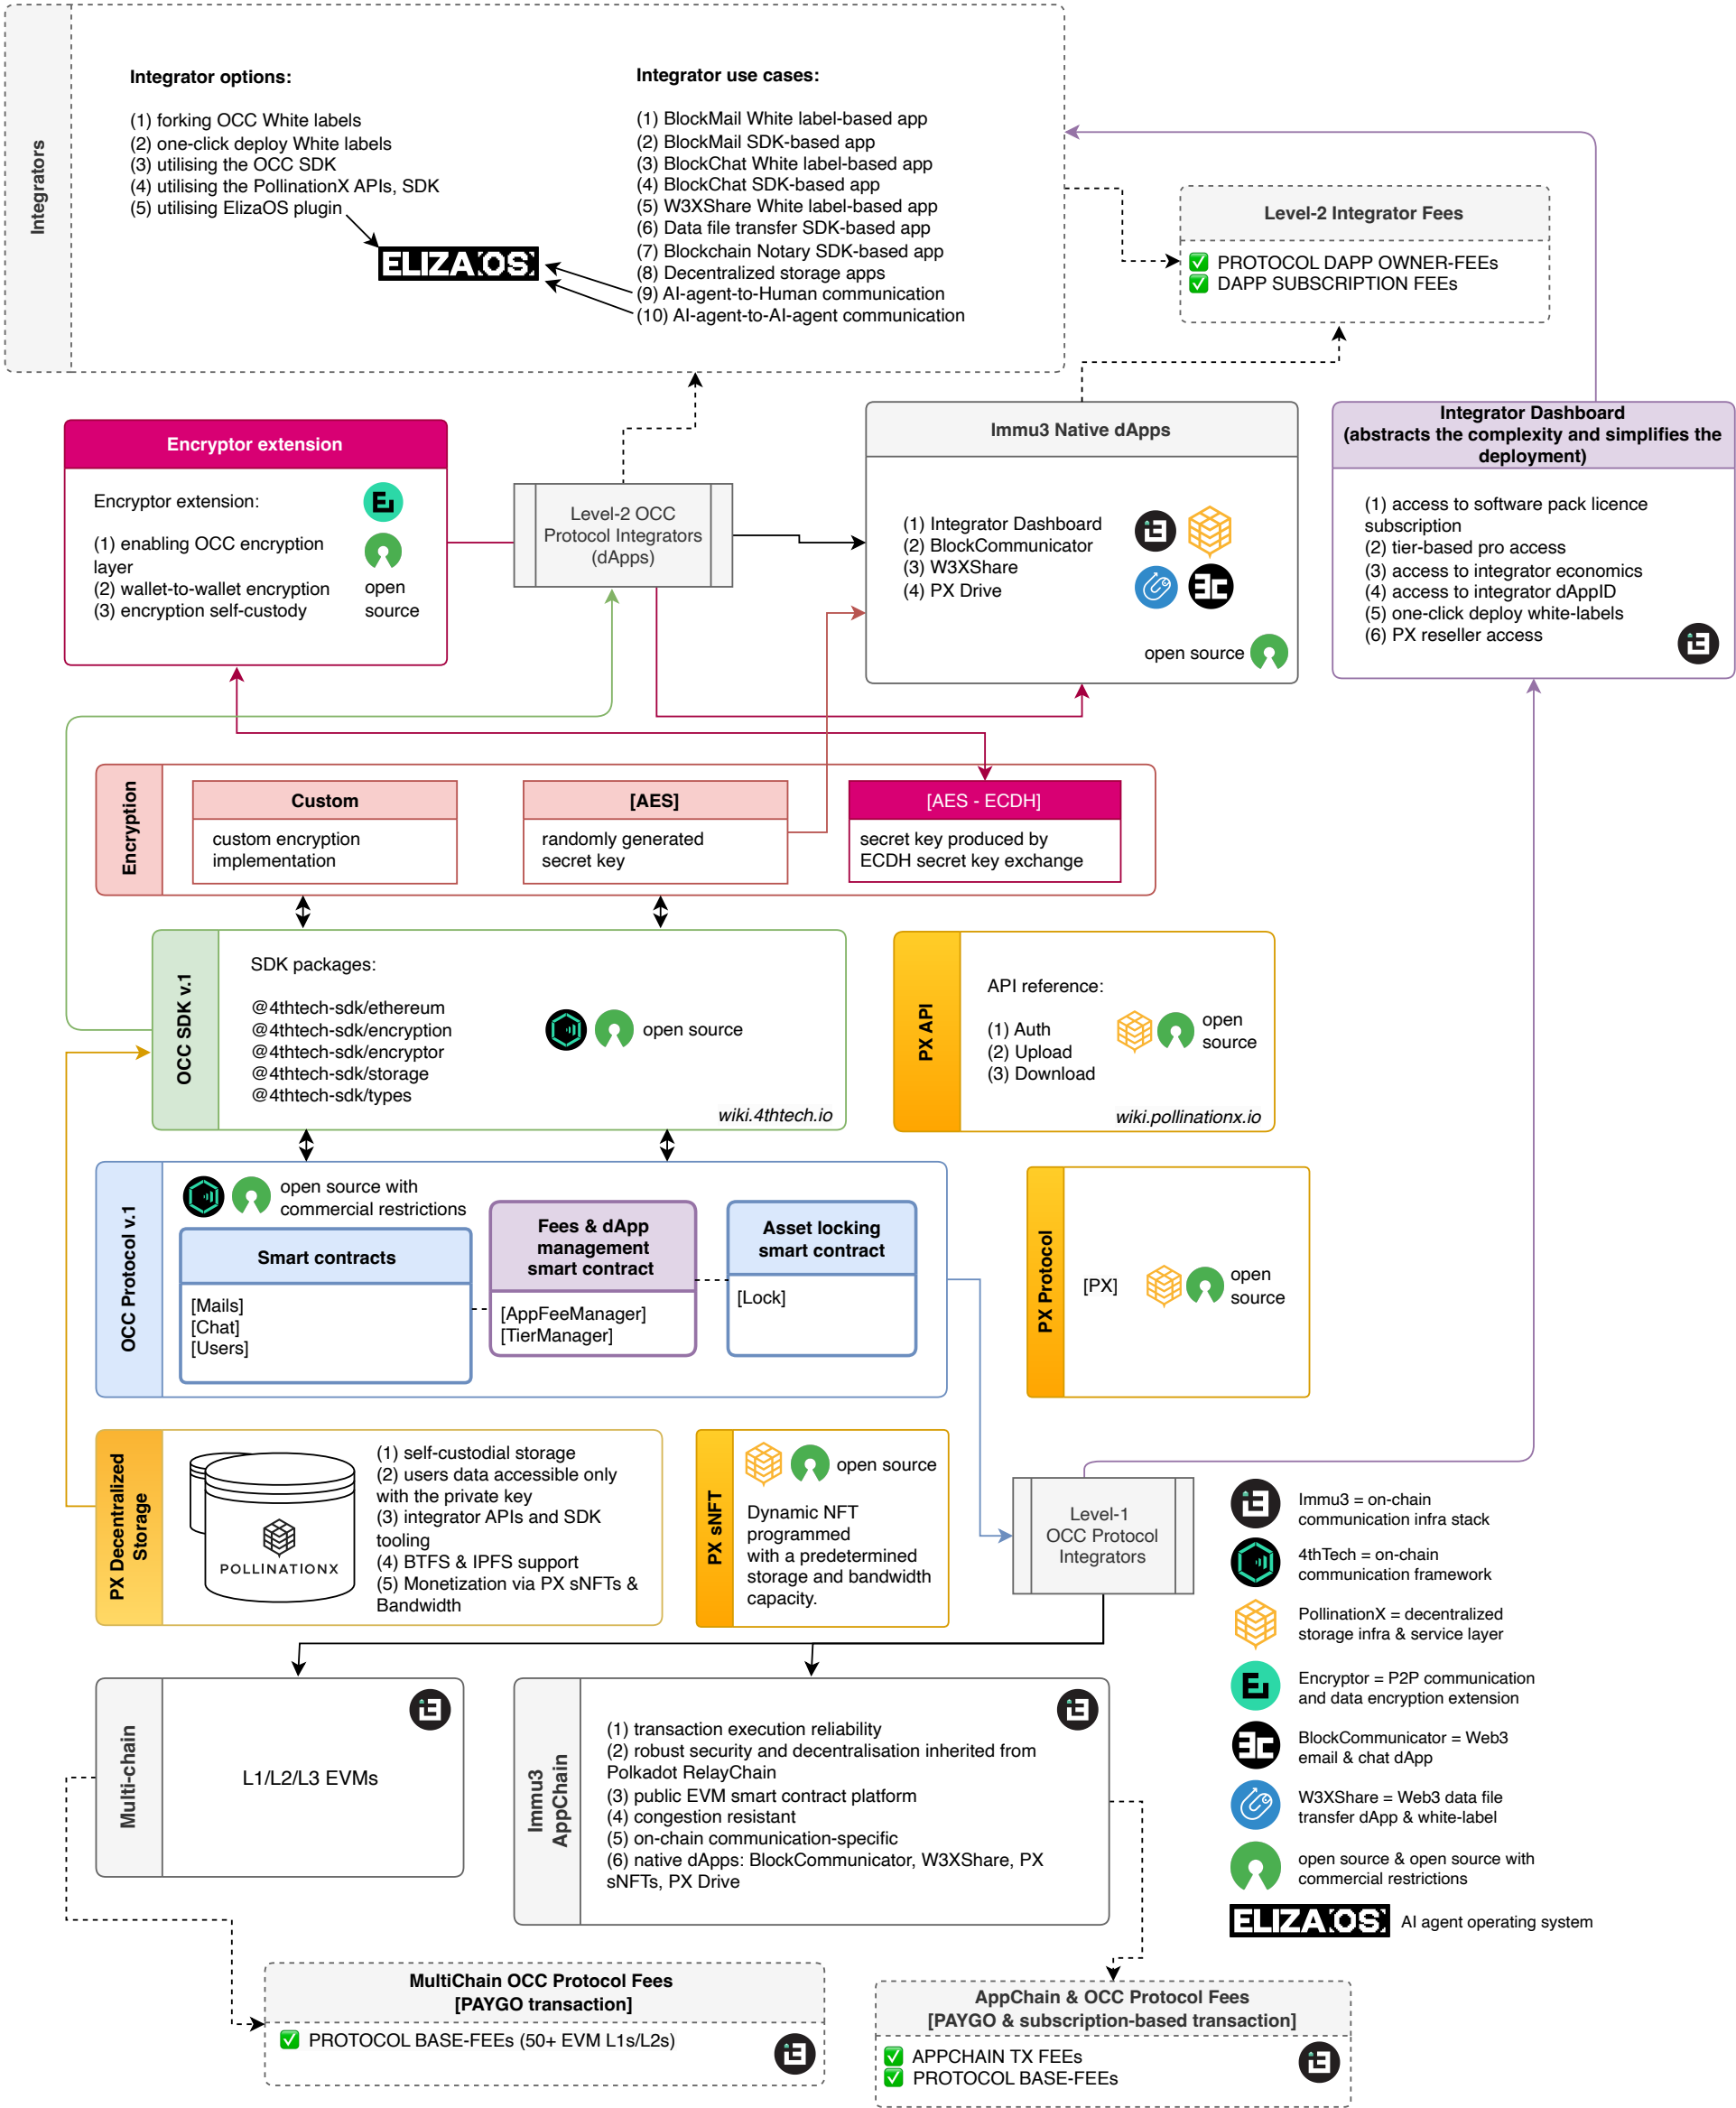 Integrators
Integrator options:
(1) forking OCC White labels
(2) one-click deploy White labels
(3) utilising the OCC SDK
(4) utilising the PollinationX APIs, SDK
(5) utilising ElizaOS plugin
ELIZA OS
Integrator use cases:
(1) BlockMail White label-based app
(2) BlockMail SDK-based app
(3) BlockChat White label-based app
(4) BlockChat SDK-based app
(5) W3XShare White label-based app
(6) Data file transfer SDK-based app
(7) Blockchain Notary SDK-based app
(8) Decentralized storage apps
(9) AI-agent-to-Human communication
(10) AI-agent-to-AI-agent communication
Level-2 Integrator Fees
✅ PROTOCOL DAPP OWNER-FEEs
✅ DAPP SUBSCRIPTION FEEs
Encryptor extension
Encryptor extension:
(1) enabling OCC encryption
layer
(2) wallet-to-wallet encryption
(3) encryption self-custody
open
source
Level-2 OCC
Protocol Integrators
(dApps)
Immu3 Native dApps
(1) Integrator Dashboard
(2) BlockCommunicator
(3) W3XShare
(4) PX Drive
open source
Integrator Dashboard
(abstracts the complexity and simplifies the
deployment)
(1) access to software pack licence
subscription
(2) tier-based pro access
(3) access to integrator economics
(4) access to integrator dAppID
(5) one-click deploy white-labels
(6) PX reseller access
Encryption
Custom
custom encryption
implementation
[AES]
randomly generated
secret key
[AES - ECDH]
secret key produced by
ECDH secret key exchange
OCC SDK v.1
SDK packages:
@4thtech-sdk/ethereum
@4thtech-sdk/encryption
@4thtech-sdk/encryptor
@4thtech-sdk/storage
@4thtech-sdk/types
open source
wiki.4thtech.io
PX API
API reference:
(1) Auth
(2) Upload
(3) Download
open
source
wiki.pollinationx.io
OCC Protocol v.1
open source with
commercial restrictions
Smart contracts
[Mails]
[Chat]
[Users]
Fees & dApp
management
smart contract
[AppFeeManager]
[TierManager]
Asset locking
smart contract
[Lock]
PX Protocol
[PX]
open
source
PX Decentralized
Storage
POLLINATIONX
(1) self-custodial storage
(2) users data accessible only
with the private key
(3) integrator APIs and SDK
tooling
(4) BTFS & IPFS support
(5) Monetization via PX sNFTs &
Bandwidth
PX sNFT
open source
Dynamic NFT
programmed
with a predetermined
storage and bandwidth
capacity.
Level-1
OCC Protocol
Integrators
Immu3 = on-chain
communication infra stack
4thTech = on-chain
communication framework
PollinationX = decentralized
storage infra & service layer
Encryptor = P2P communication
and data encryption extension
BlockCommunicator = Web3
email & chat dApp
W3XShare = Web3 data file
transfer dApp & white-label
open source & open source with
commercial restrictions
ELIZA OS
AI agent operating system
Multi-chain
L1/L2/L3 EVMs
Immu3
AppChain
(1) transaction execution reliability
(2) robust security and decentralisation inherited from
Polkadot RelayChain
(3) public EVM smart contract platform
(4) congestion resistant
(5) on-chain communication-specific
(6) native dApps: BlockCommunicator, W3XShare, PX
sNFTs, PX Drive
MultiChain OCC Protocol Fees
[PAYGO transaction]
✅ PROTOCOL BASE-FEEs (50+ EVM L1s/L2s)
AppChain & OCC Protocol Fees
[PAYGO & subscription-based transaction]
✅ APPCHAIN TX FEEs
✅ PROTOCOL BASE-FEEs